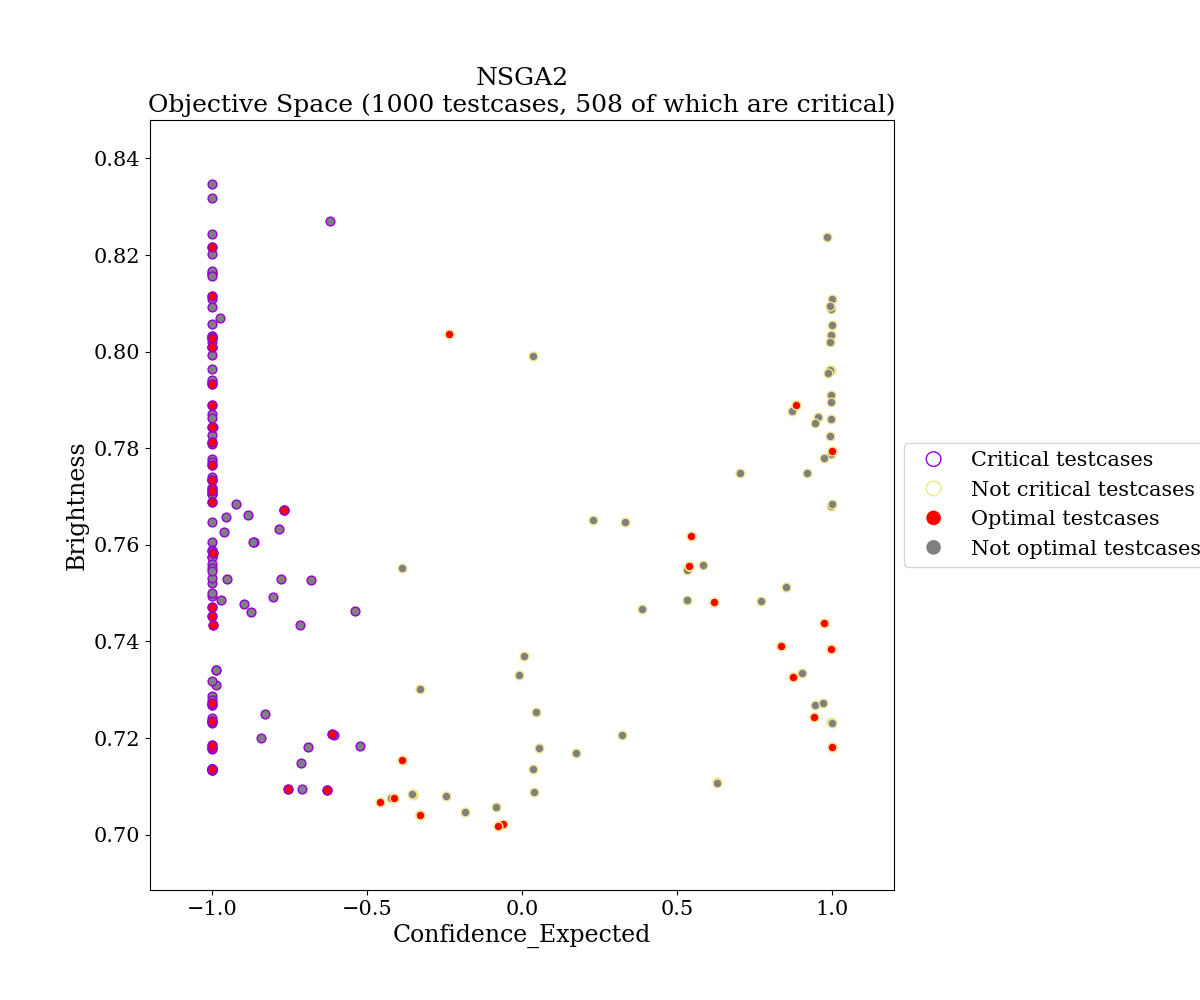 NSGA2
Objective Space (1000 testcases, 508 of which are critical)
0.84
0.82
0.80
0.78
0.76
0.74
0.72
0.70
Brightness
−1.0
−0.5
0.0
0.5
1.0
Confidence_Expected
Critical testcases
Not critical testcases
Optimal testcases
Not optimal testcases